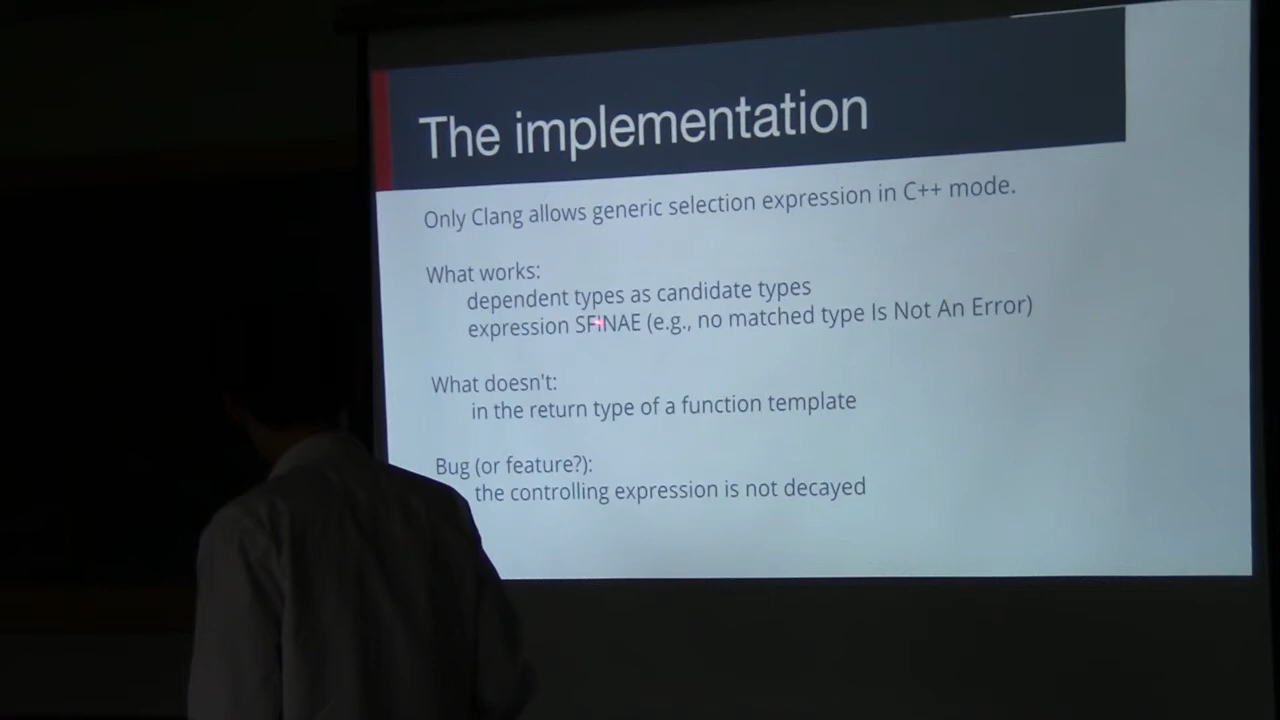 The implementation
Only Clang allows generic selection expression in C++ mode.
What works:
dependent types as candidate types
expression SFINAE (e.g., no matched type Is Not An Error)
What doesn't:
in the return type of a function template
Bug (or feature?):
the controlling expression is not decayed